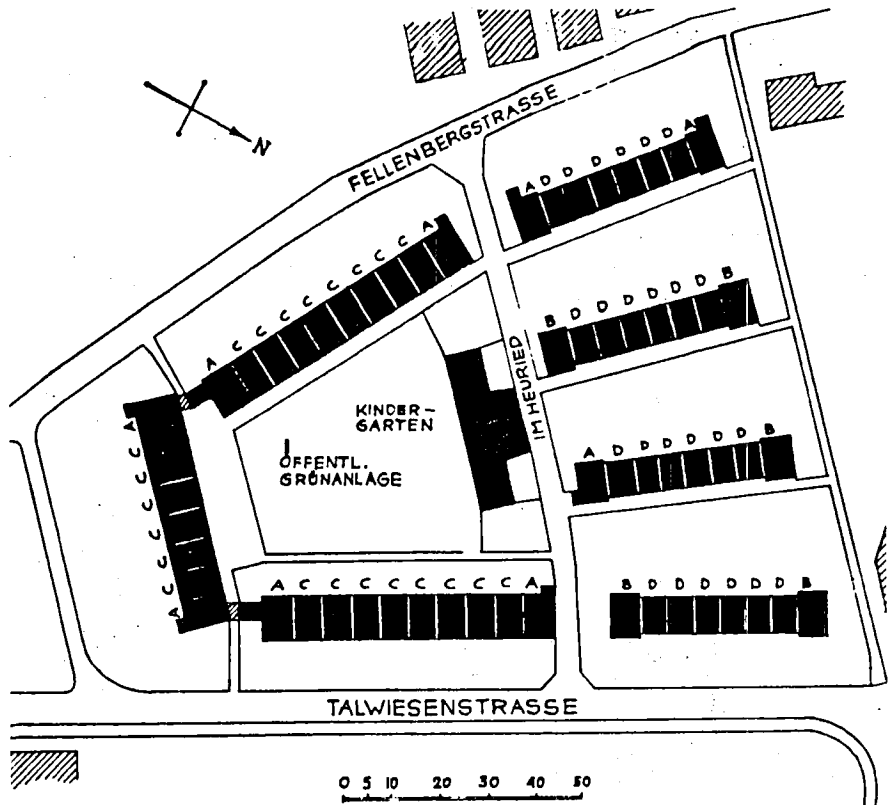 FELLENBERGSTRASSE
N
A D D D D D D A
A C C C C C C C A
B D D D D D D B
IM HEURIED
KINDER-
GARTEN
ÖFFENTL.
GRÜNANLAGE
A D D D D D D B
A C C C C C C A
A C C C C C C C C A
B D D D D D D B
TALWIESENSTRASSE
0 5 10 20 30 40 50